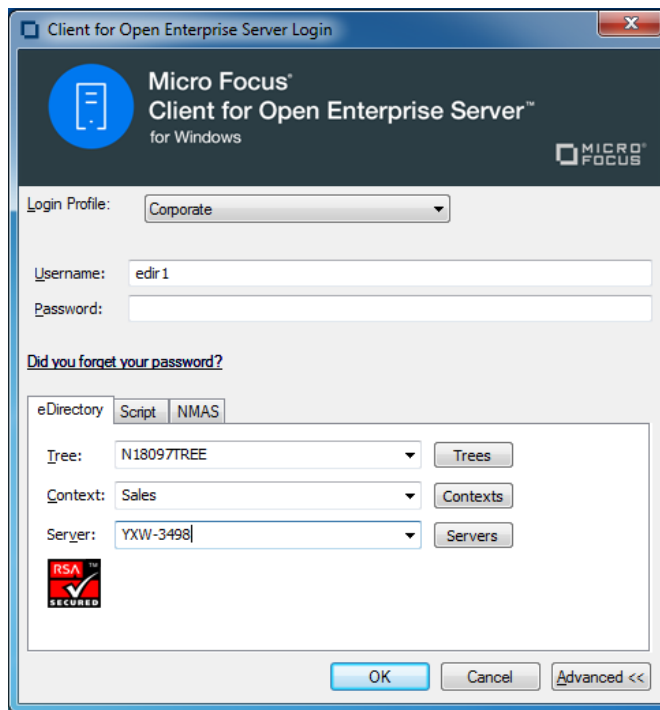 Client for Open Enterprise Server Login
x
Micro Focus®
Client for Open Enterprise Server™
for Windows
MICRO®
FOCUS
Login Profile: Corporate
Username: edir1
Password:
Did you forget your password?
eDirectory Script NMAS
Tree: N18097TREE Trees
Context: Sales Contexts
Server: YXW-3498 Servers
RSA™
SECURED
OK Cancel Advanced <<